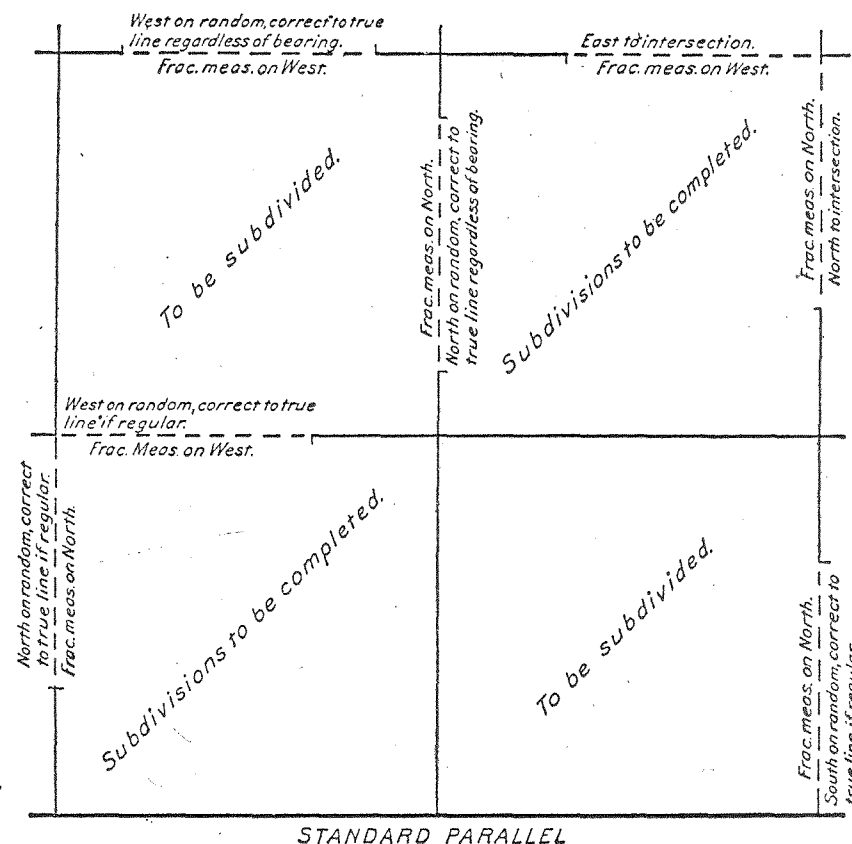 West on random, correct to true
line regardless of bearing.
Frac. meas. on West.
East to intersection.
Frac. meas. on West.
To be subdivided.
Frac. meas. on North.
North on random, correct to
true line regardless of bearing.
Subdivisions to be completed.
Frac. meas. on North.
North to intersection.
West on random, correct to true
line if regular.
Frac. Meas. on West.
North on random, correct
to true line if regular.
Frac. meas. on North.
Subdivisions to be completed.
To be subdivided.
Frac. meas. on North.
South on random, correct to
true line if regular.
STANDARD PARALLEL